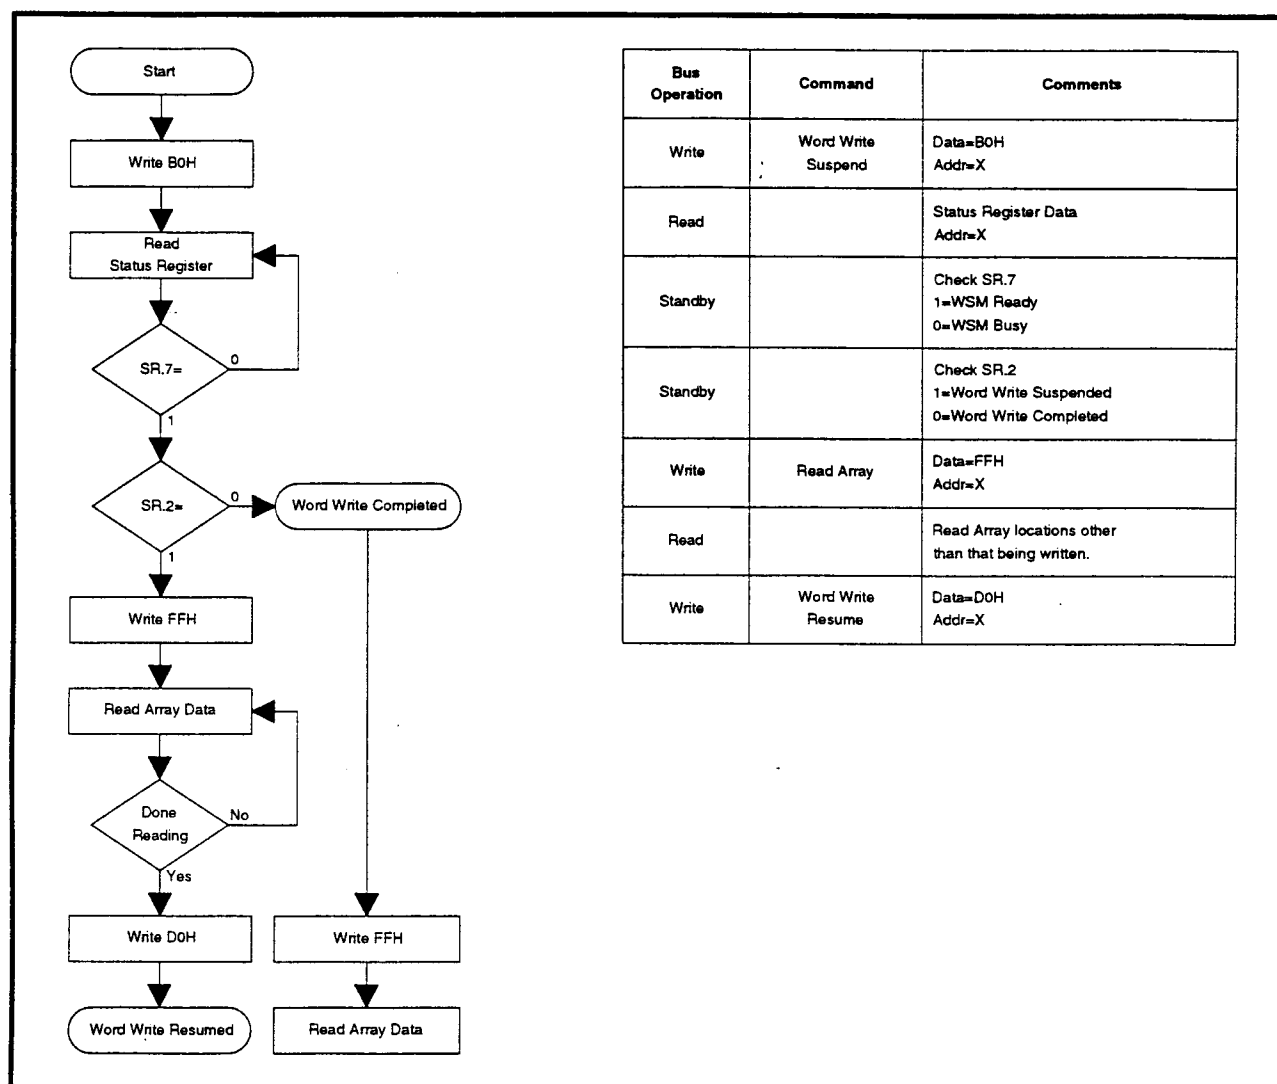 Start
Write B0H
Read
Status Register
SR.7=
0
1
SR.2=
0
Word Write Completed
1
Write FFH
Read Array Data
Done
Reading
No
Yes
Write D0H
Write FFH
Word Write Resumed
Read Array Data
Bus
Operation
Command
Comments
Write
Word Write
Suspend
Data=B0H
Addr=X
Read
Status Register Data
Addr=X
Standby
Check SR.7
1=WSM Ready
0=WSM Busy
Standby
Check SR.2
1=Word Write Suspended
0=Word Write Completed
Write
Read Array
Data=FFH
Addr=X
Read
Read Array locations other
than that being written.
Write
Word Write
Resume
Data=D0H
Addr=X